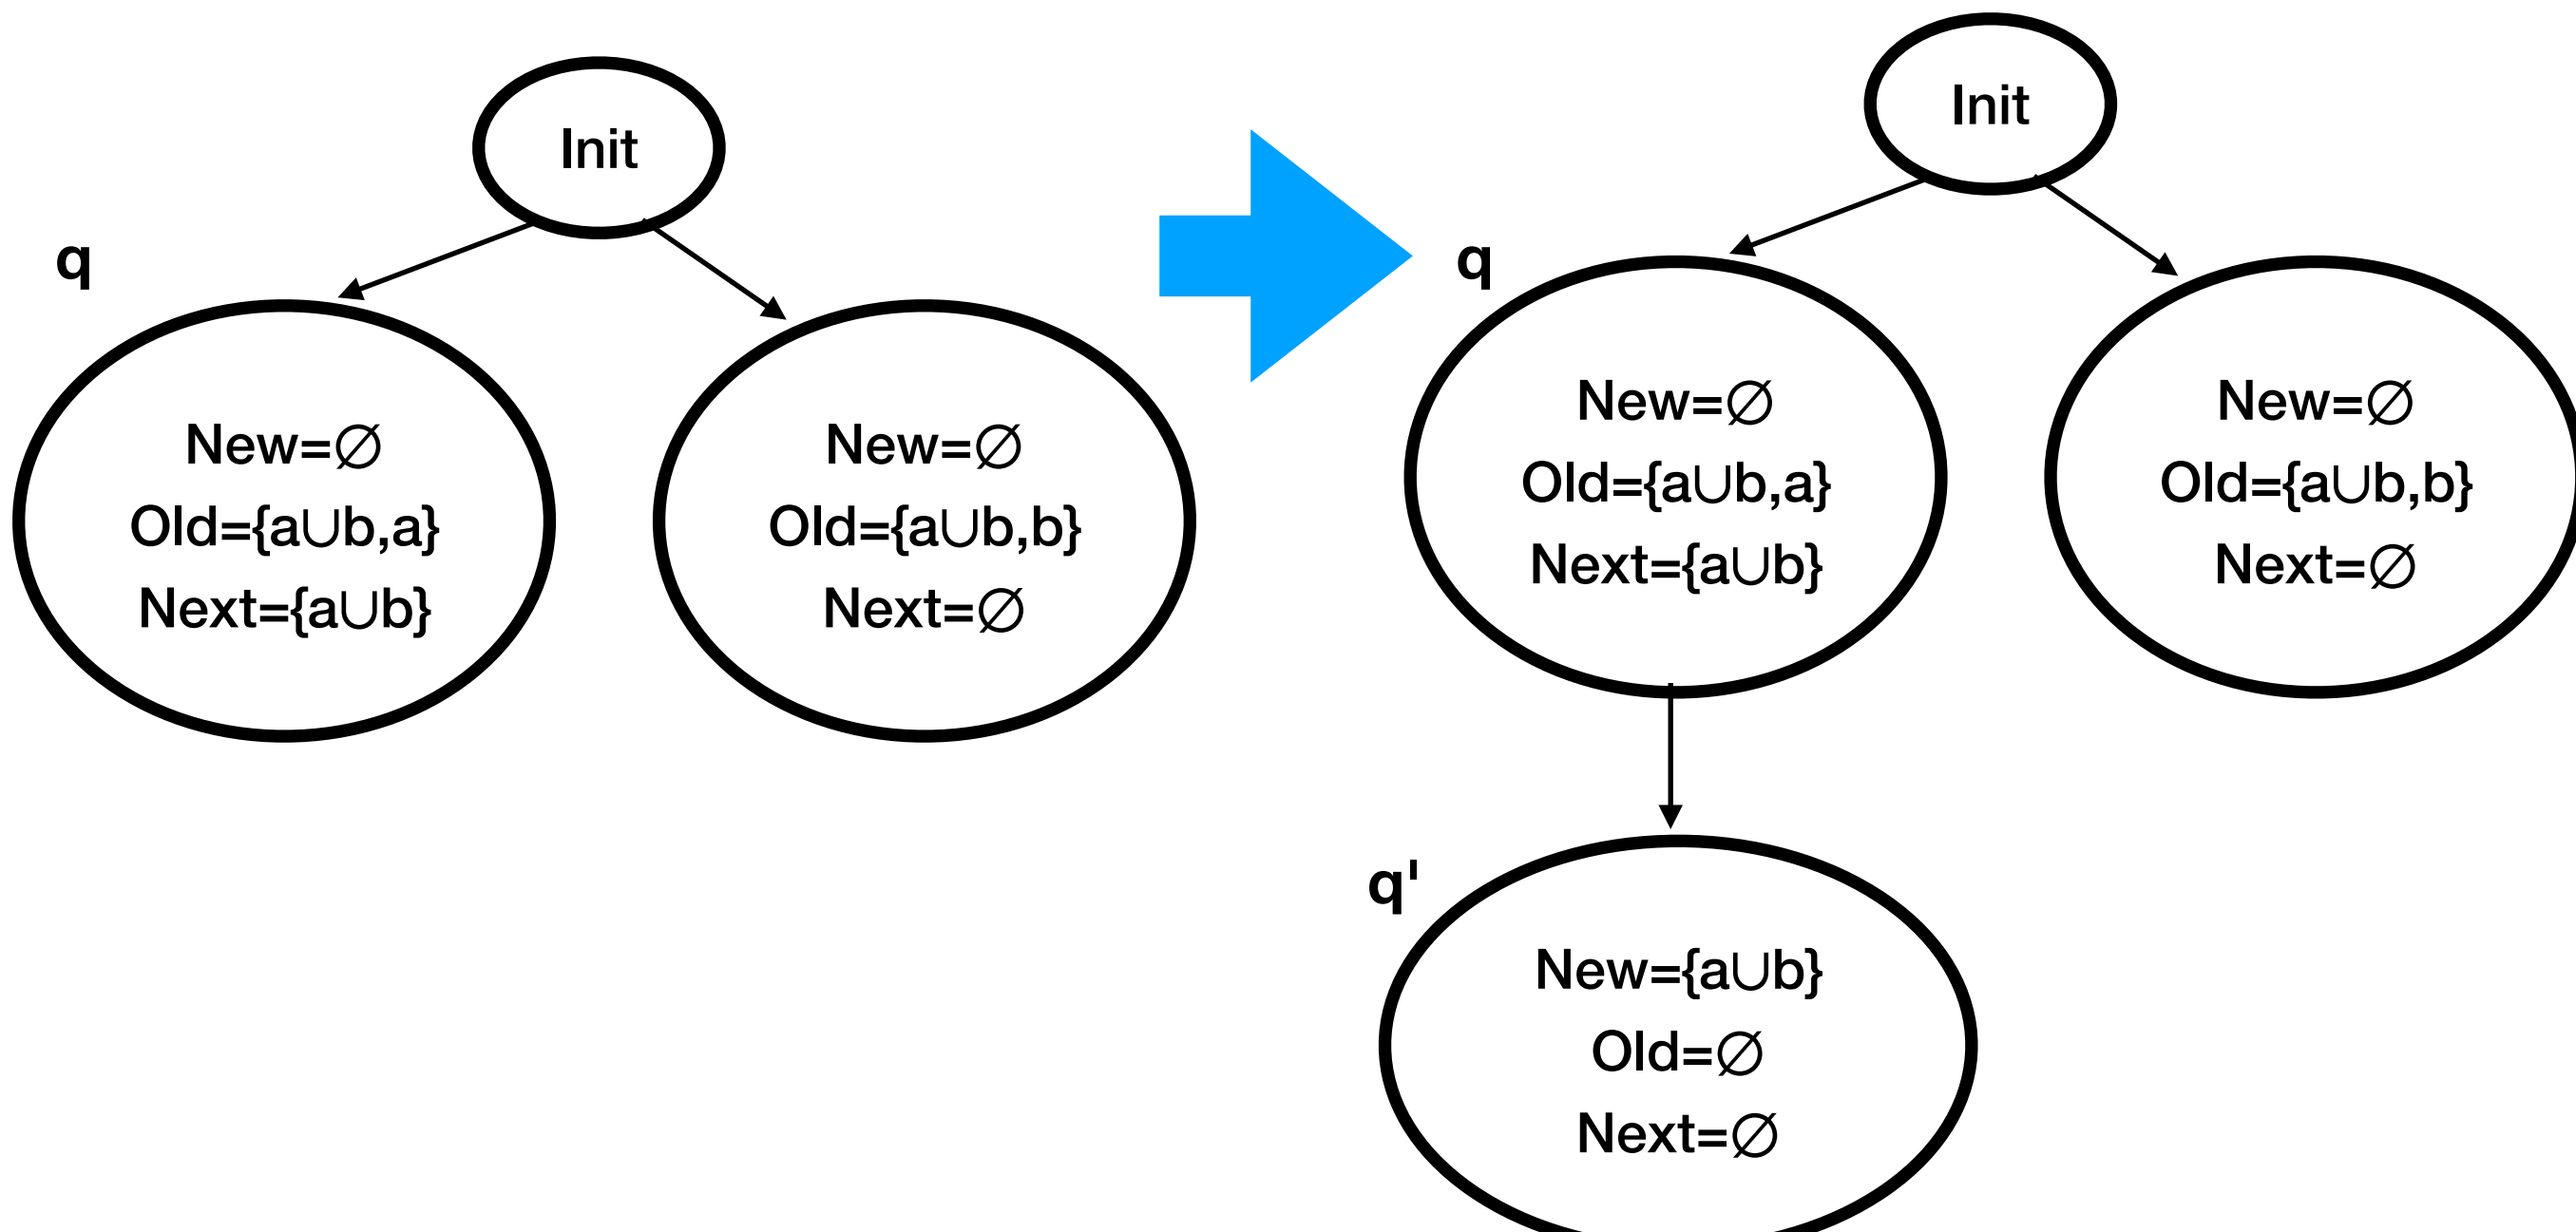 Init
q
New=∅
Old={a∪b,a}
Next={a∪b}
New=∅
Old={a∪b,b}
Next=∅
Init
q
New=∅
Old={a∪b,a}
Next={a∪b}
New=∅
Old={a∪b,b}
Next=∅
q'
New={a∪b}
Old=∅
Next=∅